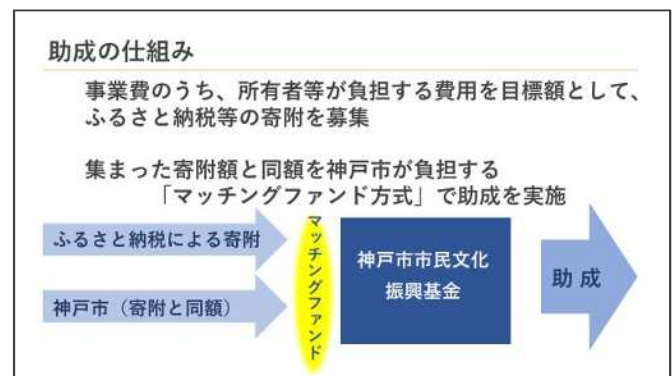 助成の仕組み
事業費のうち、所有者等が負担する費用を目標額として、
ふるさと納税等の寄附を募集
集まった寄附額と同額を神戸市が負担する
「マッチングファンド方式」で助成を実施
ふるさと納税による寄附
神戸市（寄附と同額）
マッチングファンド
神戸市市民文化
振興基金
助成